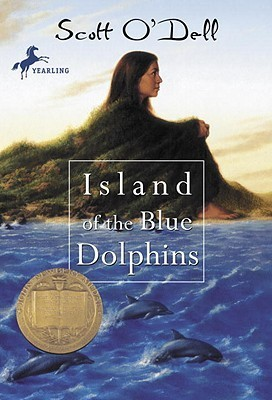 Scott O'Dell
YEARLING
Island
of the Blue
Dolphins